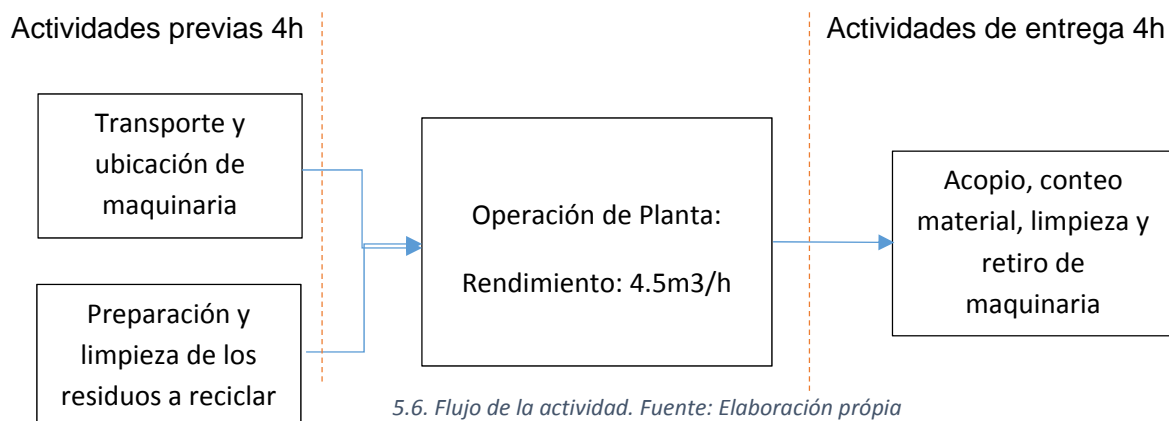 Actividades previas 4h
Actividades de entrega 4h
Transporte y
ubicación de
maquinaria
Preparación y
limpieza de los
residuos a reciclar
Operación de Planta:
Rendimiento: 4.5m3/h
Acopio, conteo
material, limpieza y
retiro de
maquinaria
5.6. Flujo de la actividad. Fuente: Elaboración própia